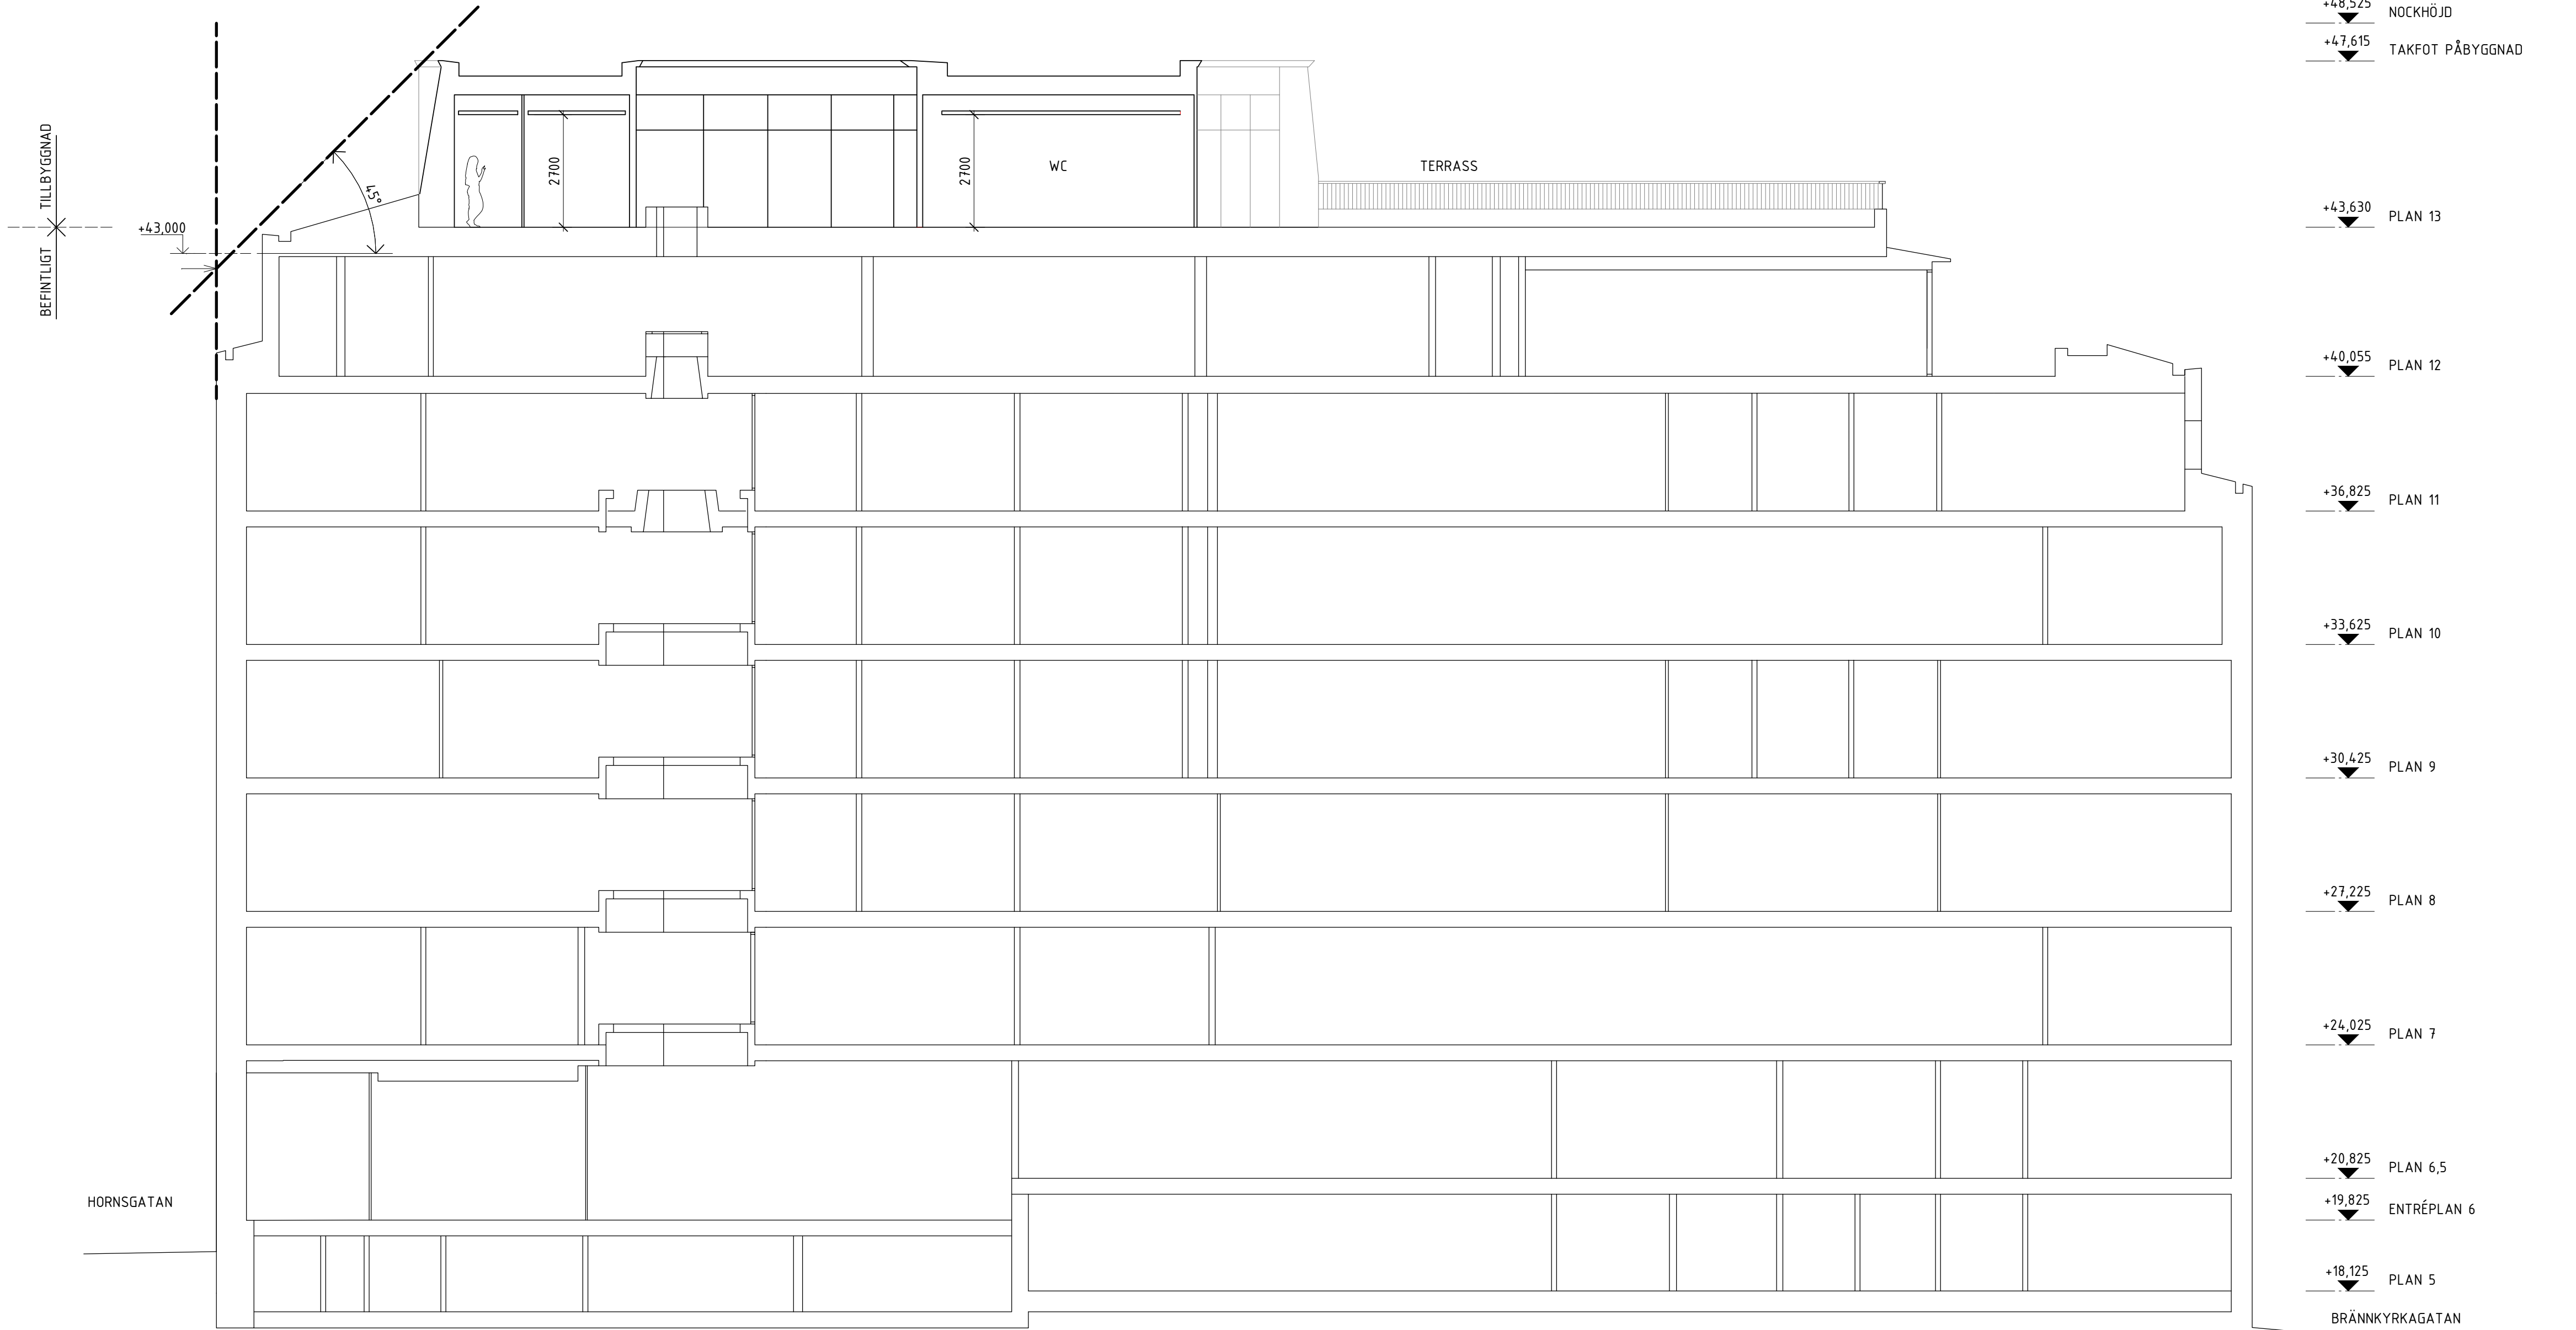 +48,525 NOCKHÖJD
+47,615 TAKFOT PÅBYGGNAD
TILLBYGGNAD
BEFINTLIGT
+43,000
45°
2700
2700
WC
TERRASS
+43,630 PLAN 13
+40,055 PLAN 12
+36,825 PLAN 11
+33,625 PLAN 10
+30,425 PLAN 9
+27,225 PLAN 8
+24,025 PLAN 7
+20,825 PLAN 6,5
HORNSGATAN
+19,825 ENTRÉPLAN 6
+18,125 PLAN 5
BRÄNNKYRKAGATAN